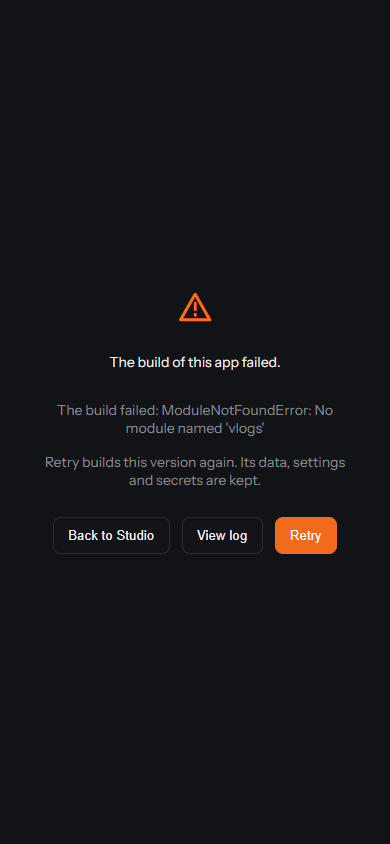 The build of this app failed.
The build failed: ModuleNotFoundError: No
module named 'vlogs'
Retry builds this version again. Its data, settings
and secrets are kept.
Back to Studio
View log
Retry